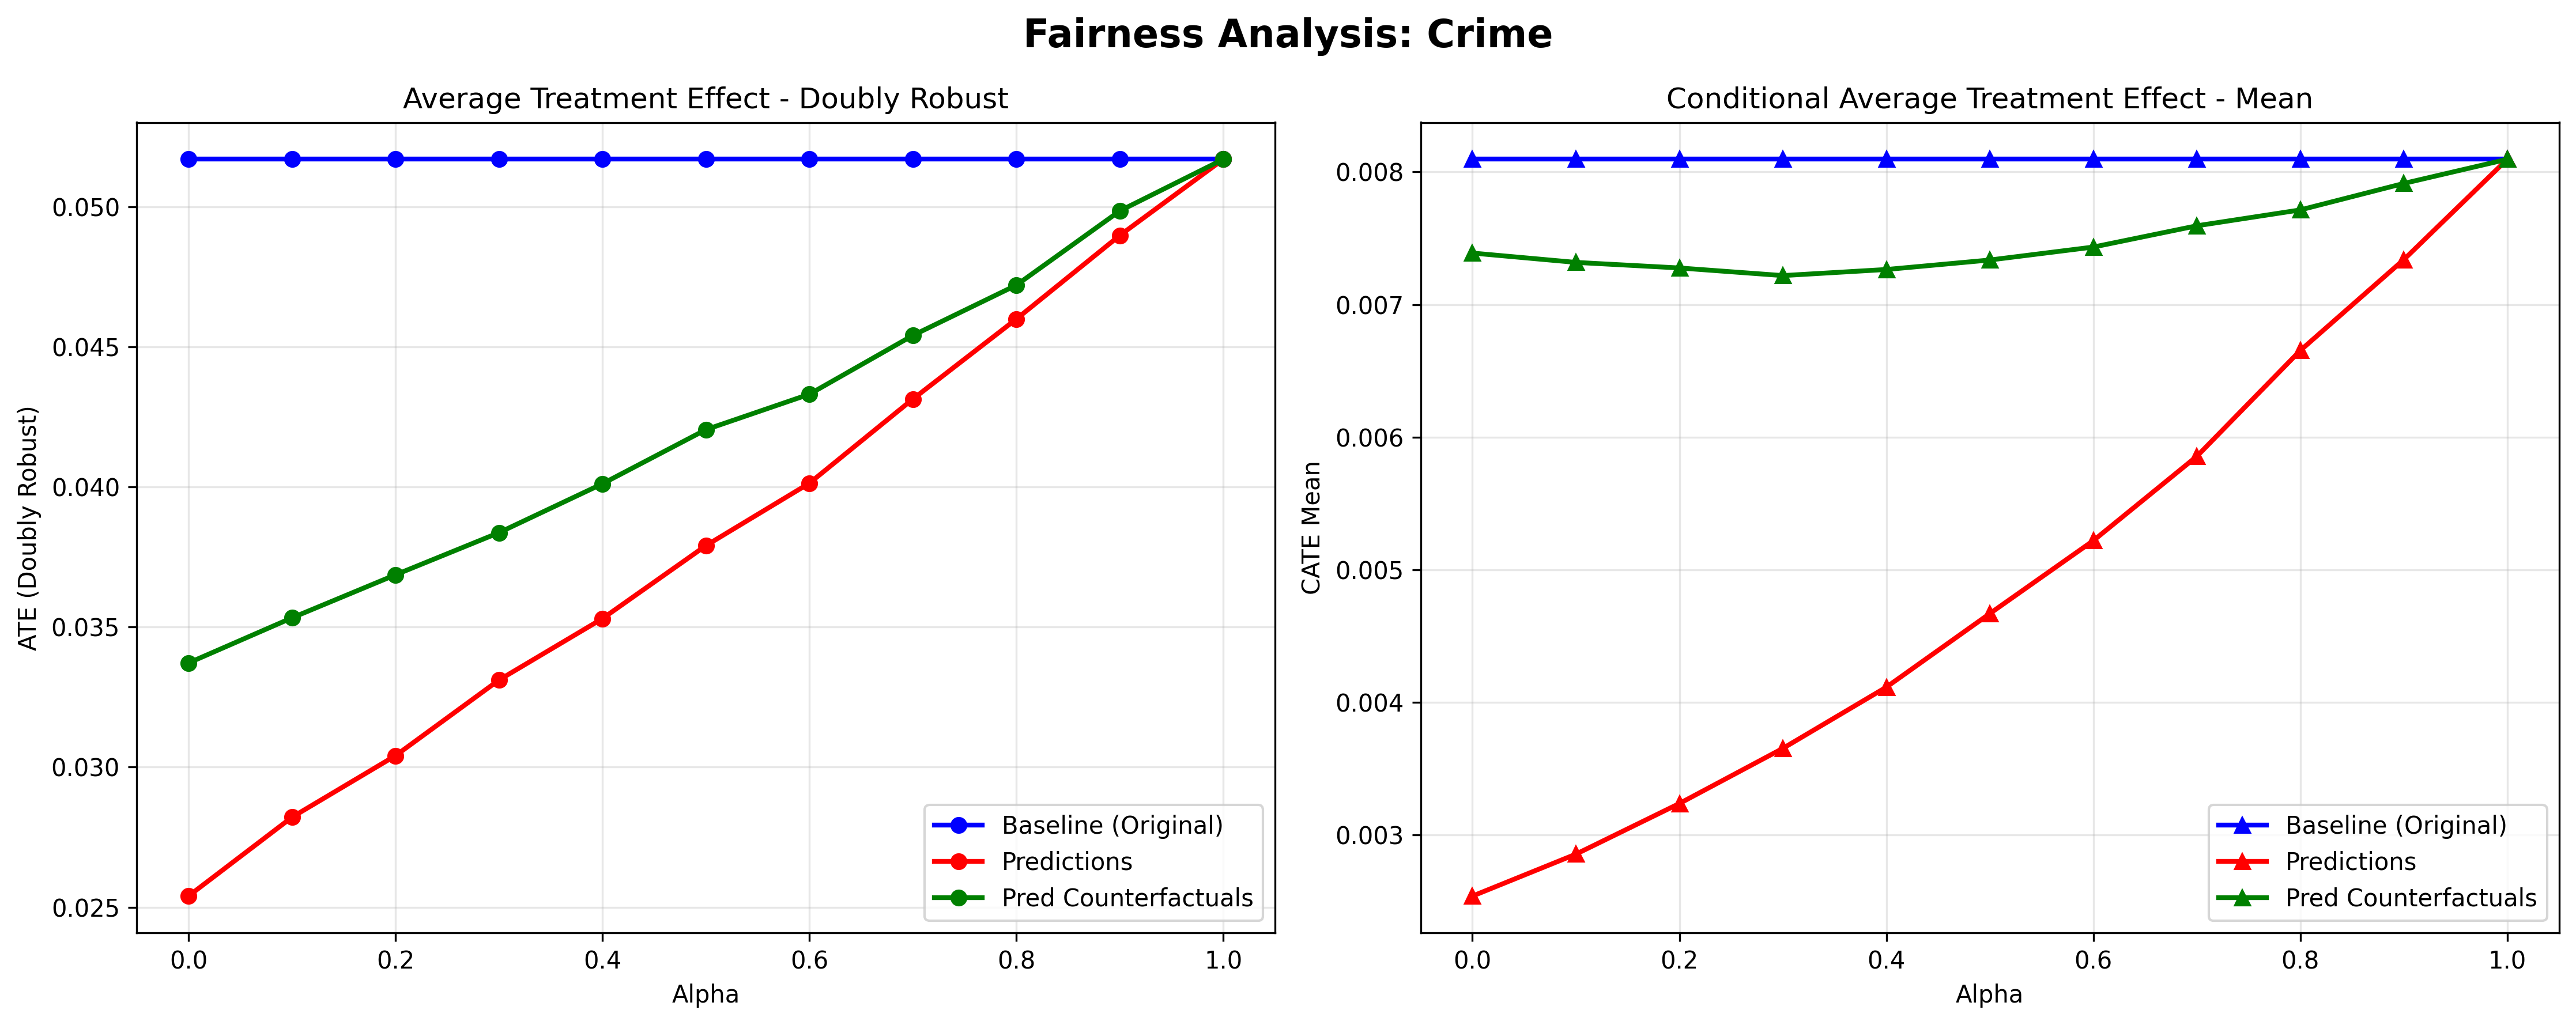 Fairness Analysis: Crime
Average Treatment Effect - Doubly Robust
ATE (Doubly Robust)
0.050
0.045
0.040
0.035
0.030
0.025
0.0 0.2 0.4 0.6 0.8 1.0
Alpha
Baseline (Original)
Predictions
Pred Counterfactuals
Conditional Average Treatment Effect - Mean
CATE Mean
0.008
0.007
0.006
0.005
0.004
0.003
0.0 0.2 0.4 0.6 0.8 1.0
Alpha
Baseline (Original)
Predictions
Pred Counterfactuals